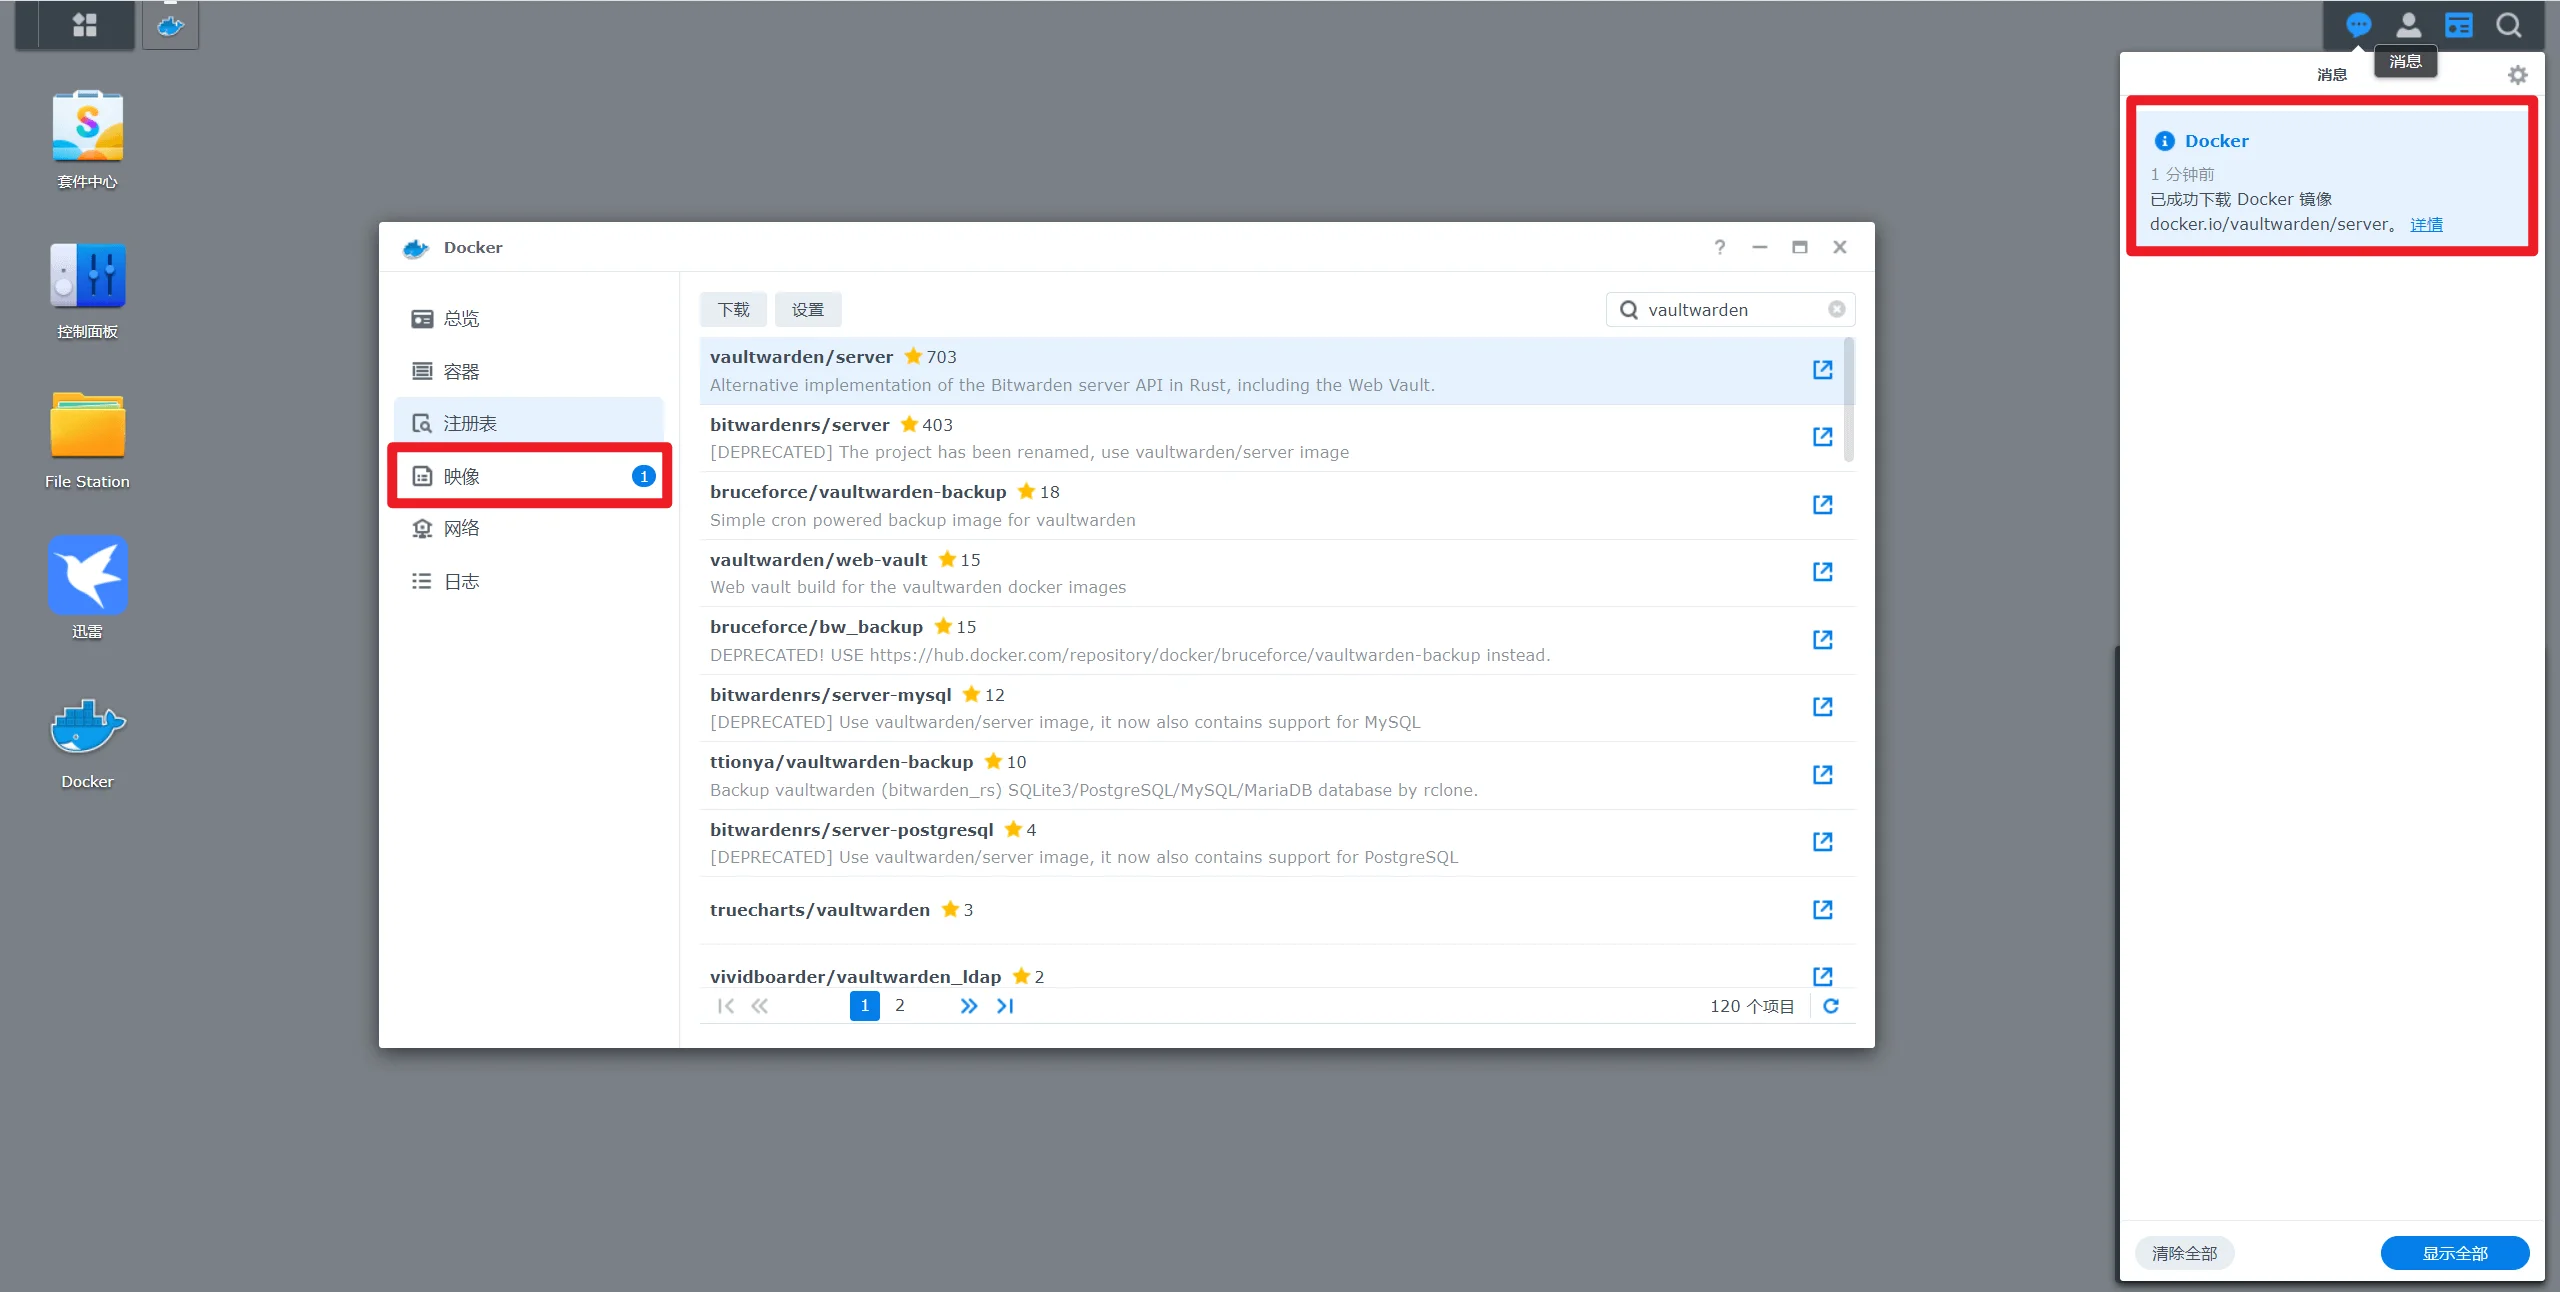 套件中心
控制面板
File Station
迅雷
Docker
Docker
总览
容器
注册表
映像
1
网络
日志
下载
设置
vaultwarden
vaultwarden/server 703
Alternative implementation of the Bitwarden server API in Rust, including the Web Vault.
bitwardenrs/server 403
[DEPRECATED] The project has been renamed, use vaultwarden/server image
bruceforce/vaultwarden-backup 18
Simple cron powered backup image for vaultwarden
vaultwarden/web-vault 15
Web vault build for the vaultwarden docker images
bruceforce/bw_backup 15
DEPRECATED! USE https://hub.docker.com/repository/docker/bruceforce/vaultwarden-backup instead.
bitwardenrs/server-mysql 12
[DEPRECATED] Use vaultwarden/server image, it now also contains support for MySQL
ttionya/vaultwarden-backup 10
Backup vaultwarden (bitwarden_rs) SQLite3/PostgreSQL/MySQL/MariaDB database by rclone.
bitwardenrs/server-postgresql 4
[DEPRECATED] Use vaultwarden/server image, it now also contains support for PostgreSQL
truecharts/vaultwarden 3
vividboarder/vaultwarden_ldap 2
1 2
120 个项目
消息
消息
Docker
1 分钟前
已成功下载 Docker 镜像
docker.io/vaultwarden/server。 详情
清除全部
显示全部